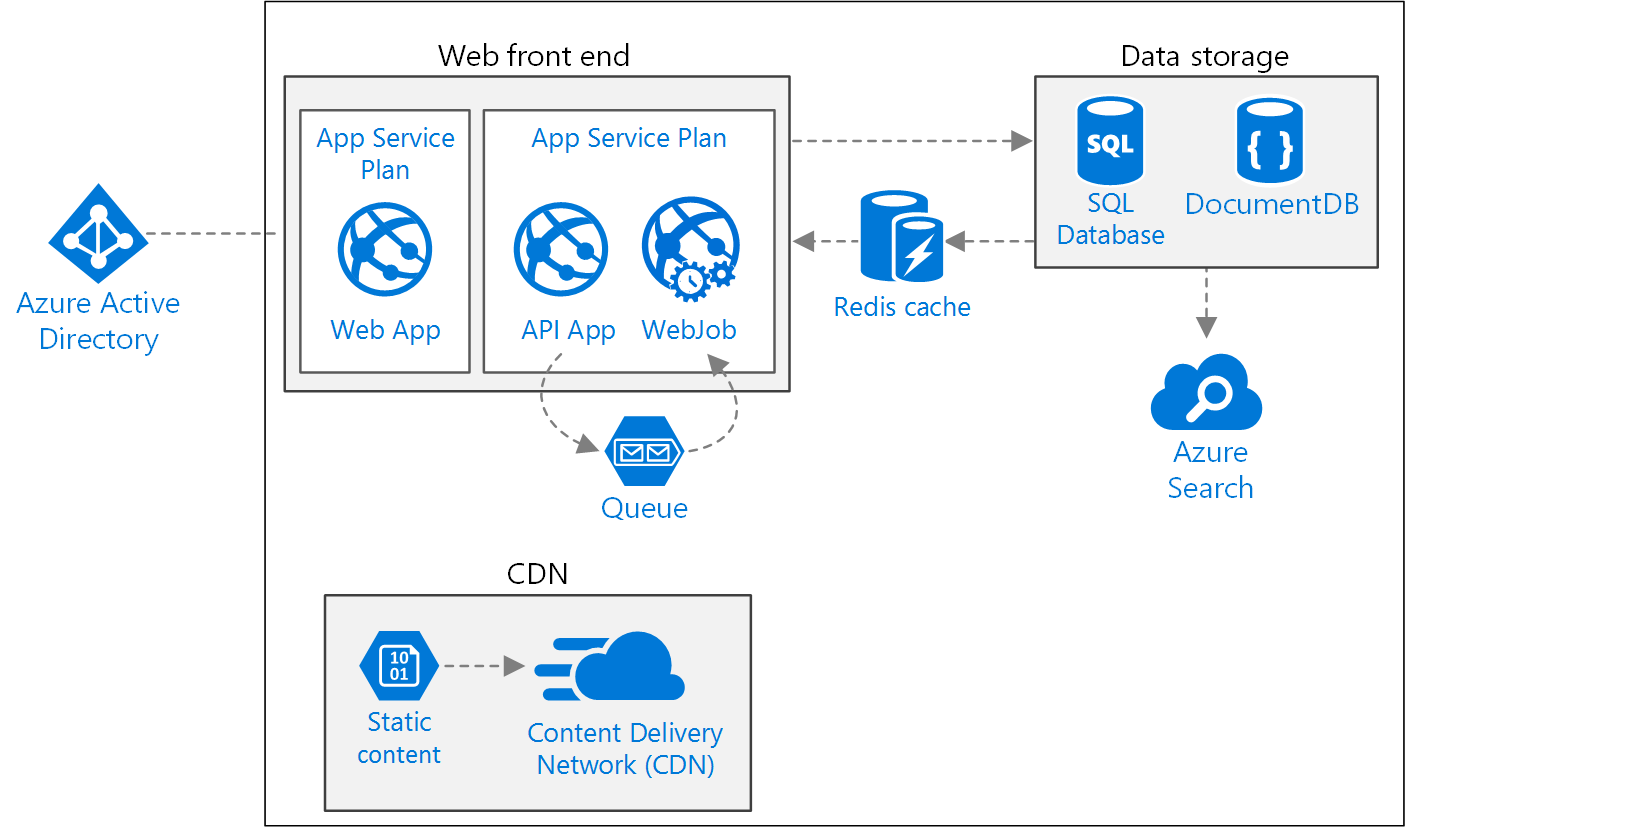 Web front end
Data storage
App Service
Plan
App Service Plan
SQL
{ }
SQL
Database
DocumentDB
Azure Active
Directory
Web App
API App
WebJob
Redis cache
Queue
Azure
Search
CDN
10
01
Static
content
Content Delivery
Network (CDN)